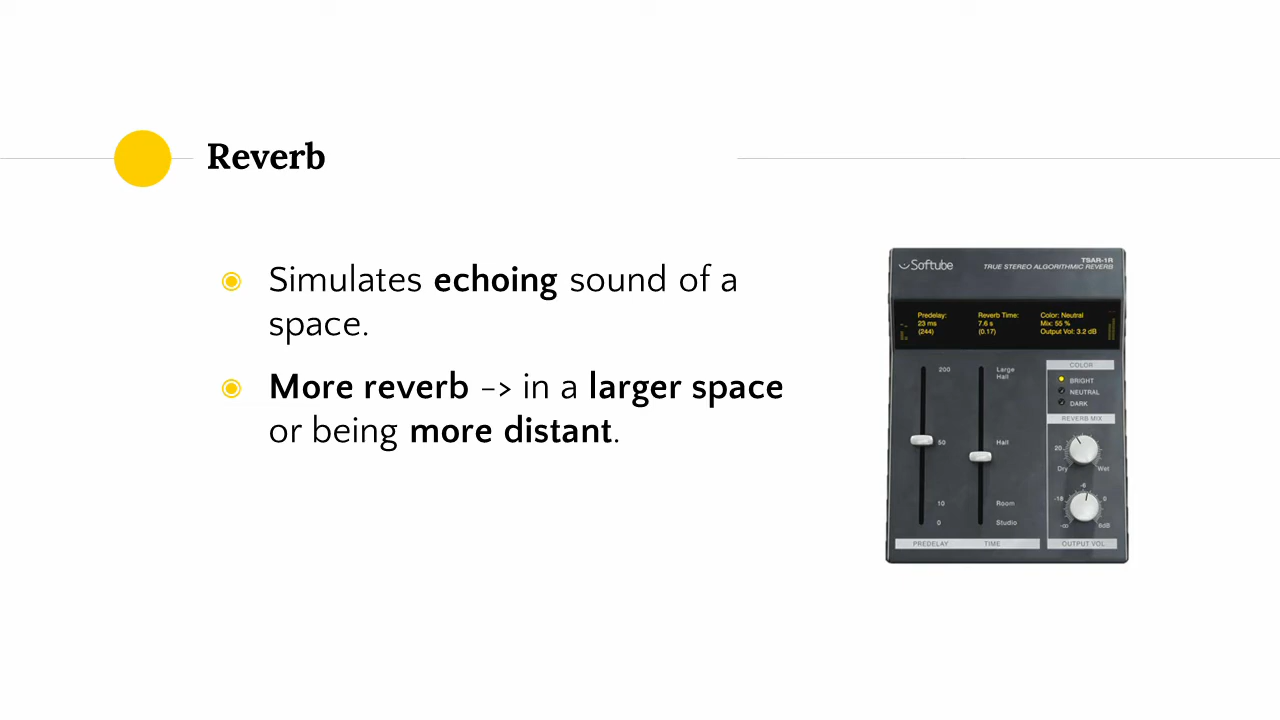 Reverb
Simulates echoing sound of a
space.
More reverb –> in a larger space
or being more distant.
Softube
TSAR-1R
TRUE STEREO ALGORITHMIC REVERB
Predelay:
23 ms
(244)
Reverb Time:
7.6 s
(0.17)
Color: Neutral
Mix: 55 %
Output Vol: 3.2 dB
200
50
10
0
Large
Hall
Hall
Room
Studio
PREDELAY
TIME
COLOR
BRIGHT
NEUTRAL
DARK
REVERB MIX
20
Dry
Wet
-6
-18
0
-∞
6dB
OUTPUT VOL